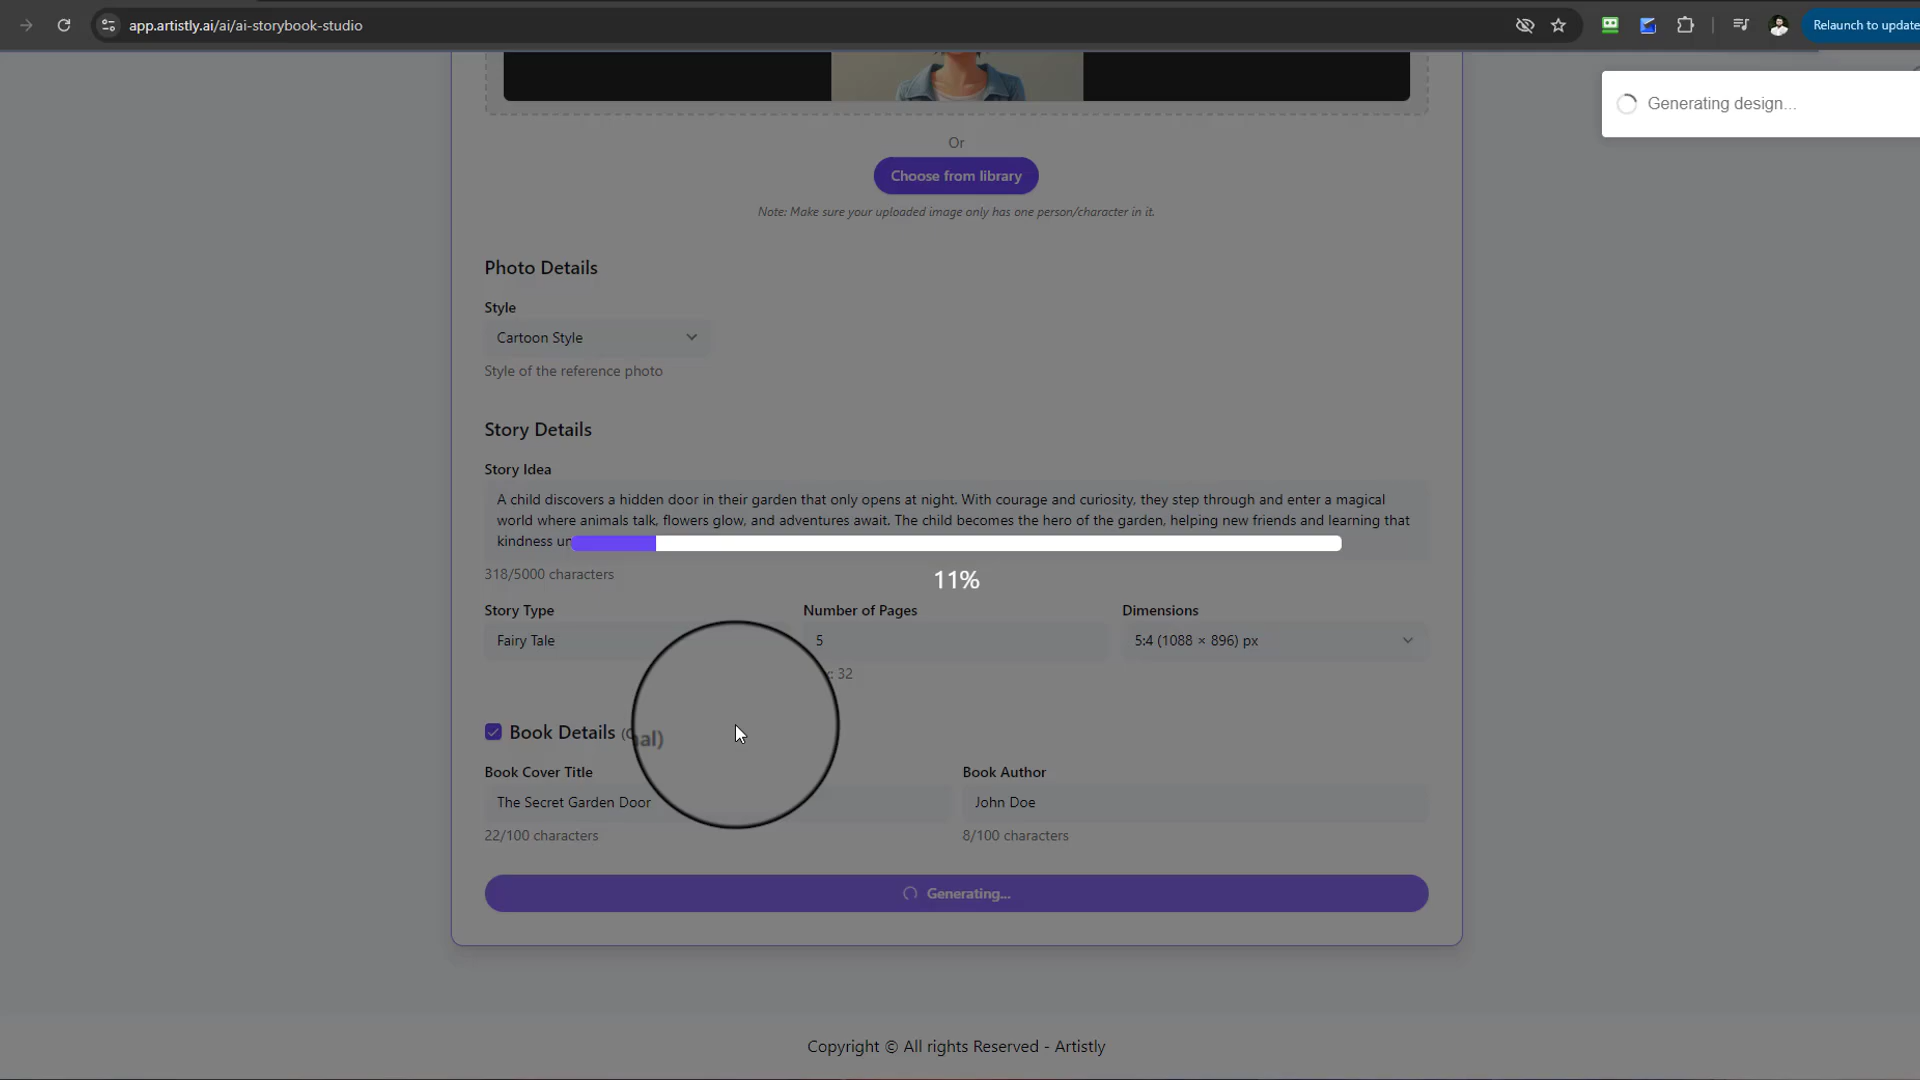 app.artistly.ai/ai/ai-storybook-studio
Relaunch to update
Generating design...
Or
Choose from library
Note: Make sure your uploaded image only has one person/character in it.
Photo Details
Style
Cartoon Style
Style of the reference photo
Story Details
Story Idea
A child discovers a hidden door in their garden that only opens at night. With courage and curiosity, they step through and enter a magical
world where animals talk, flowers glow, and adventures await. The child becomes the hero of the garden, helping new friends and learning that
kindness un
11%
318/5000 characters
Story Type
Number of Pages
Dimensions
Fairy Tale
5
5:4 (1088 × 896) px
: 32
Book Details
nal)
Book Cover Title
Book Author
The Secret Garden Door
John Doe
22/100 characters
8/100 characters
Generating...
Copyright © All rights Reserved - Artistly